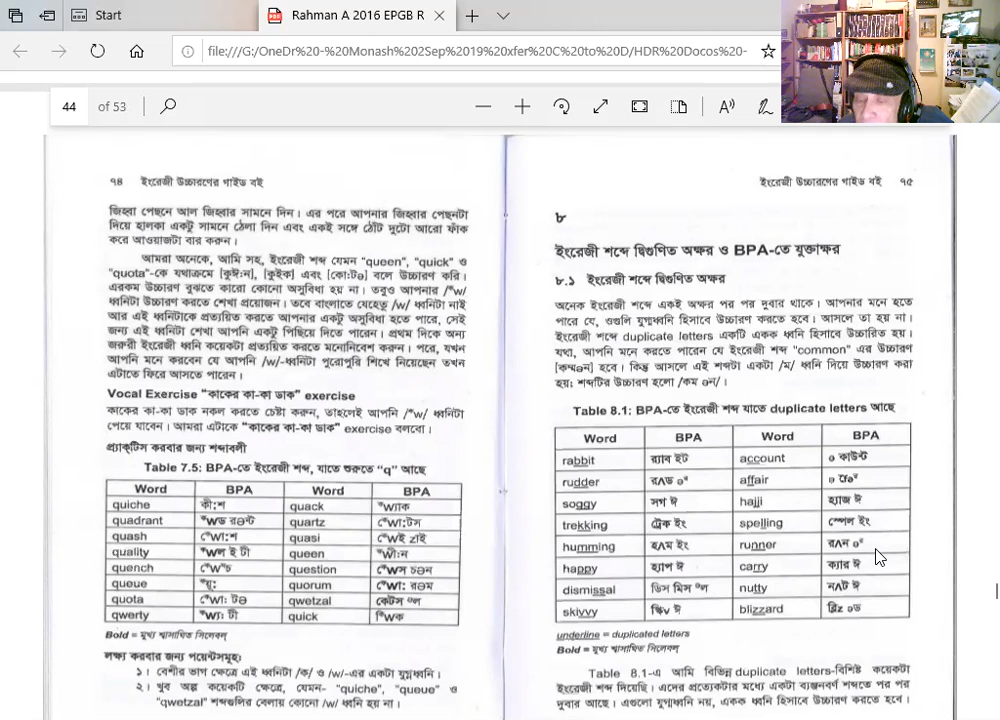 Start
Rahman A 2016 EPGB R
file:///G:/OneDr%20-%20Monash%202Sep%2019%20xfer%20C%20to%20D/HDR%20Docos%20-
44 of 53
৭৪ ইংরেজী উচ্চারণের গাইড বই
জিহ্বা পেছনে আল জিহ্বার সামনে দিন। এর পরে আপনার জিহ্বার পেছনটা
দিয়ে হালকা একটু সামনে ঠেলা দিন এবং একই সঙ্গে ঠোঁট দুটো আরো ফাঁক
করে আওয়াজটা বার করুন।
আমরা অনেকে, আমি সহ, ইংরেজী শব্দ যেমন "queen", "quick" ও
"quota"-কে যথাক্রমে [কুঈ:ন], [কুইক] এবং [কো:টə] বলে উচ্চারণ করি।
এরকম উচ্চারণ বুঝতে কারো কোনো অসুবিধা হয় না। তবুও আপনার /ʷw/
ধ্বনিটা উচ্চারণ করতে শেখা প্রয়োজন। তবে বাংলাতে যেহেতু /w/ ধ্বনিটা নাই
আর এই ধ্বনিটাকে প্রত্যয়িত করতে আপনার একটু অসুবিধা হতে পারে, সেই
জন্য এই ধ্বনিটা শেখা আপনি একটু পিছিয়ে দিতে পারেন। প্রথম দিকে অন্য
জরুরী ইংরেজী ধ্বনি কয়েকটা প্রত্যয়িত করতে মনোনিবেশ করুন। পরে, যখন
আপনি মনে করবেন যে আপনি /w/-ধ্বনিটা পুরোপুরি শিখে নিয়েছেন তখন
এটাতে ফিরে আসতে পারেন।
Vocal Exercise "কাকের কা-কা ডাক" exercise
কাকের কা-কা ডাক নকল করতে চেষ্টা করুন, তাহলেই আপনি ধ্বনিটা
পেয়ে যাবেন। আমরা এটাকে "কাকের কা-কা ডাক" exercise বলবো।
প্র্যাক্টিস করবার জন্য শব্দাবলী
Table 7.5: BPA-তে ইংরেজী শব্দ, যাতে শুরুতে "q" আছে
Word BPA Word BPA
quiche কী:শ quack
quadrant quartz
quash quasi
quality queen
quench question
queue quorum
quota qwetzal
qwerty quick
Bold = মুখ্য শ্বাসাঘিত সিলেবল্
লক্ষ্য করবার জন্য পয়েন্টসমূহ:
১। বেশীর ভাগ ক্ষেত্রে এই ধ্বনিটা /ক/ ও /w/-এর একটা যুগ্মধ্বনি।
২। খুব অল্প কয়েকটি ক্ষেত্রে, যেমন- "quiche", "queue" ও
"qwetzal" শব্দগুলির বেলায় কোনো /w/ ধ্বনি হয় না।
ইংরেজী উচ্চারণের গাইড বই ৭৫
৮
ইংরেজী শব্দে দ্বিগুণিত অক্ষর ও BPA-তে যুক্তাক্ষর
৮.১ ইংরেজী শব্দে দ্বিগুণিত অক্ষর
অনেক ইংরেজী শব্দে একই অক্ষর পর পর দুবার থাকে। আপনার মনে হতে
পারে যে, ওগুলি যুগ্মধ্বনি হিসাবে উচ্চারণ করতে হবে। আসলে তা হয় না।
ইংরেজী শব্দে duplicate letters একটি একক ধ্বনি হিসাবে উচ্চারিত হয়।
যথা, আপনি মনে করতে পারেন যে ইংরেজী শব্দ "common" এর উচ্চারণ
[কম্মəন] হবে। কিন্তু আসলে এই শব্দটা একটা /ম/ ধ্বনি দিয়ে উচ্চারণ করা
হয়: শব্দটির উচ্চারণ হলো /কম əন/।
Table 8.1: BPA-তে ইংরেজী শব্দ যাতে duplicate letters আছে
Word BPA Word BPA
rabbit র‍্যাব ইট account ə কাউন্ট
rudder affair
soggy সগ ঈ hajji হ্যাজ ঈ
trekking ট্রেক ইং spelling স্পেল ইং
humming হʌম ইং runner
happy হ্যাপ ঈ carry ক্যার ঈ
dismissal nutty নʌট ঈ
skivvy স্কিv ঈ blizzard
underline = duplicated letters
Bold = মুখ্য শ্বাসাঘিত সিলেবল্
Table 8.1-এ আমি বিভিন্ন duplicate letters-বিশিষ্ট কয়েকটা
ইংরেজী শব্দ দিয়েছি। এদের প্রত্যেকটার মধ্যে একটা ব্যঞ্জনবর্ণ শব্দতে পর পর
দুবার আছে। এগুলো যুগ্মধ্বনি নয়, একক ধ্বনি হিসাবে উচ্চারণ করতে হবে।